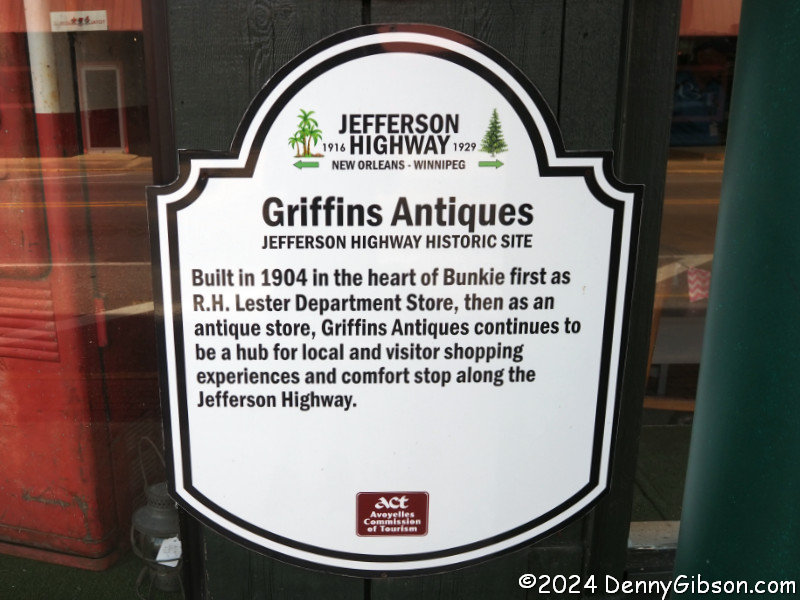 JEFFERSON
1916 HIGHWAY 1929
NEW ORLEANS - WINNIPEG
Griffins Antiques
JEFFERSON HIGHWAY HISTORIC SITE
Built in 1904 in the heart of Bunkie first as
R.H. Lester Department Store, then as an
antique store, Griffins Antiques continues to
be a hub for local and visitor shopping
experiences and comfort stop along the
Jefferson Highway.
act
Avoyelles
Commission
of Tourism
©2024 DennyGibson.com